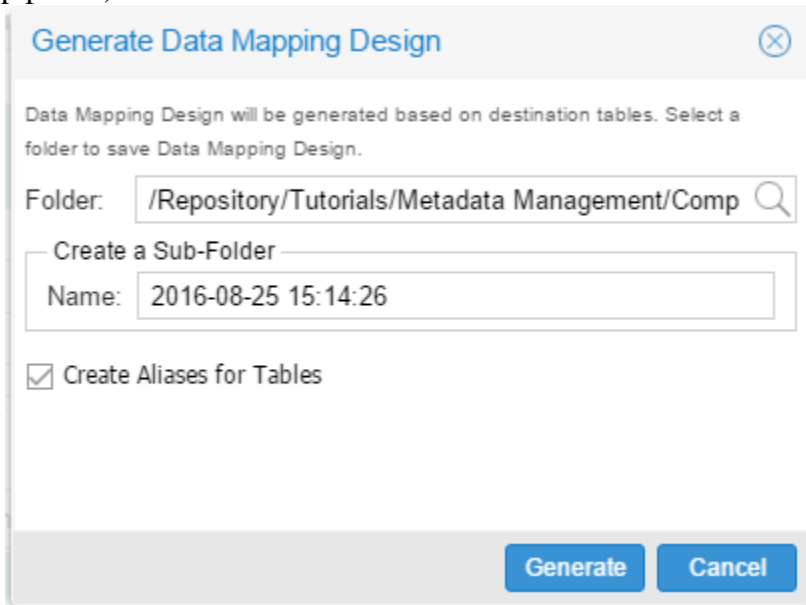 Generate Data Mapping Design
Data Mapping Design will be generated based on destination tables. Select a
folder to save Data Mapping Design.
Folder: /Repository/Tutorials/Metadata Management/Comp
Create a Sub-Folder
Name: 2016-08-25 15:14:26
Create Aliases for Tables
Generate Cancel